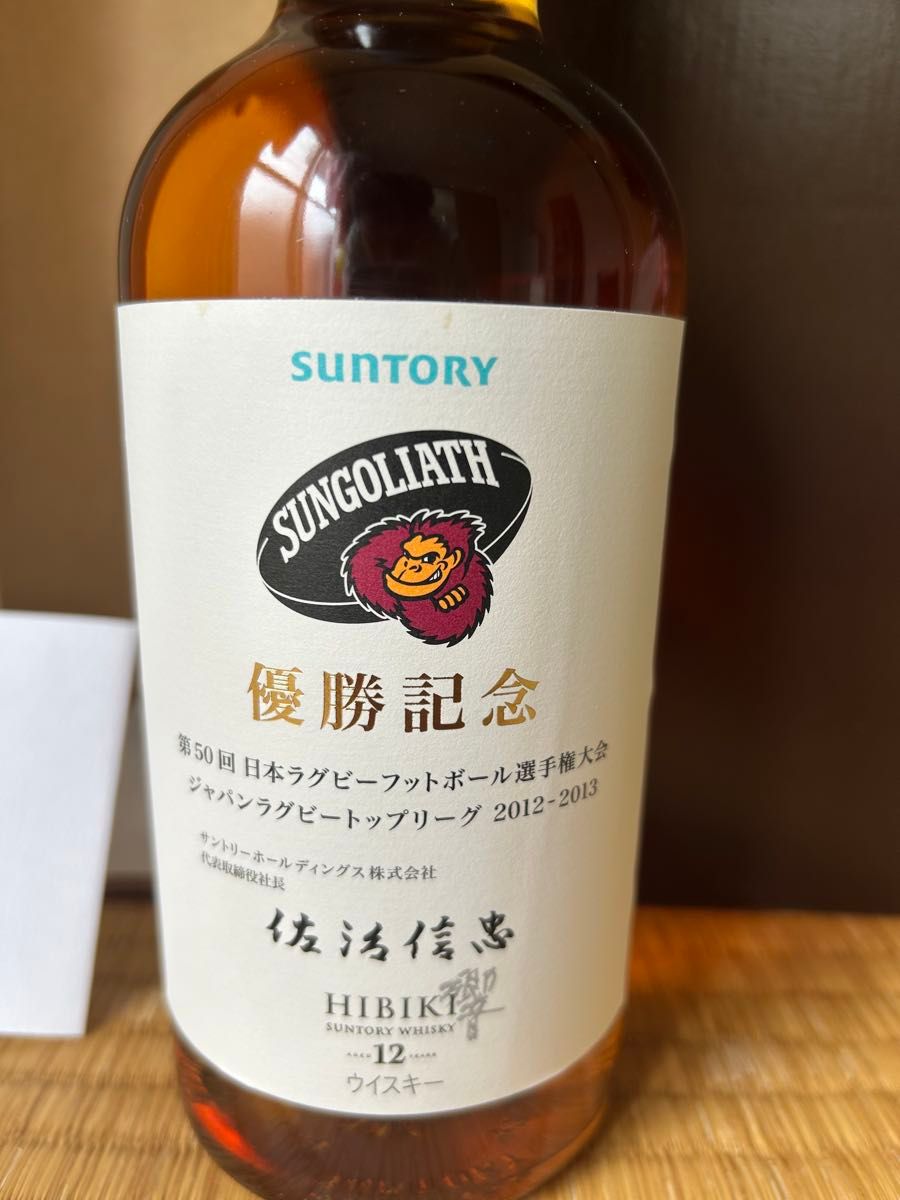 SUNTORY
SUNGOLIATH
優勝記念
第50回 日本ラグビーフットボール選手権大会
ジャパンラグビートップリーグ 2012-2013
サントリーホールディングス株式会社
代表取締役社長
佐治信忠
HIBIKI 響
SUNTORY WHISKY
AGED 12 YEARS
ウイスキー